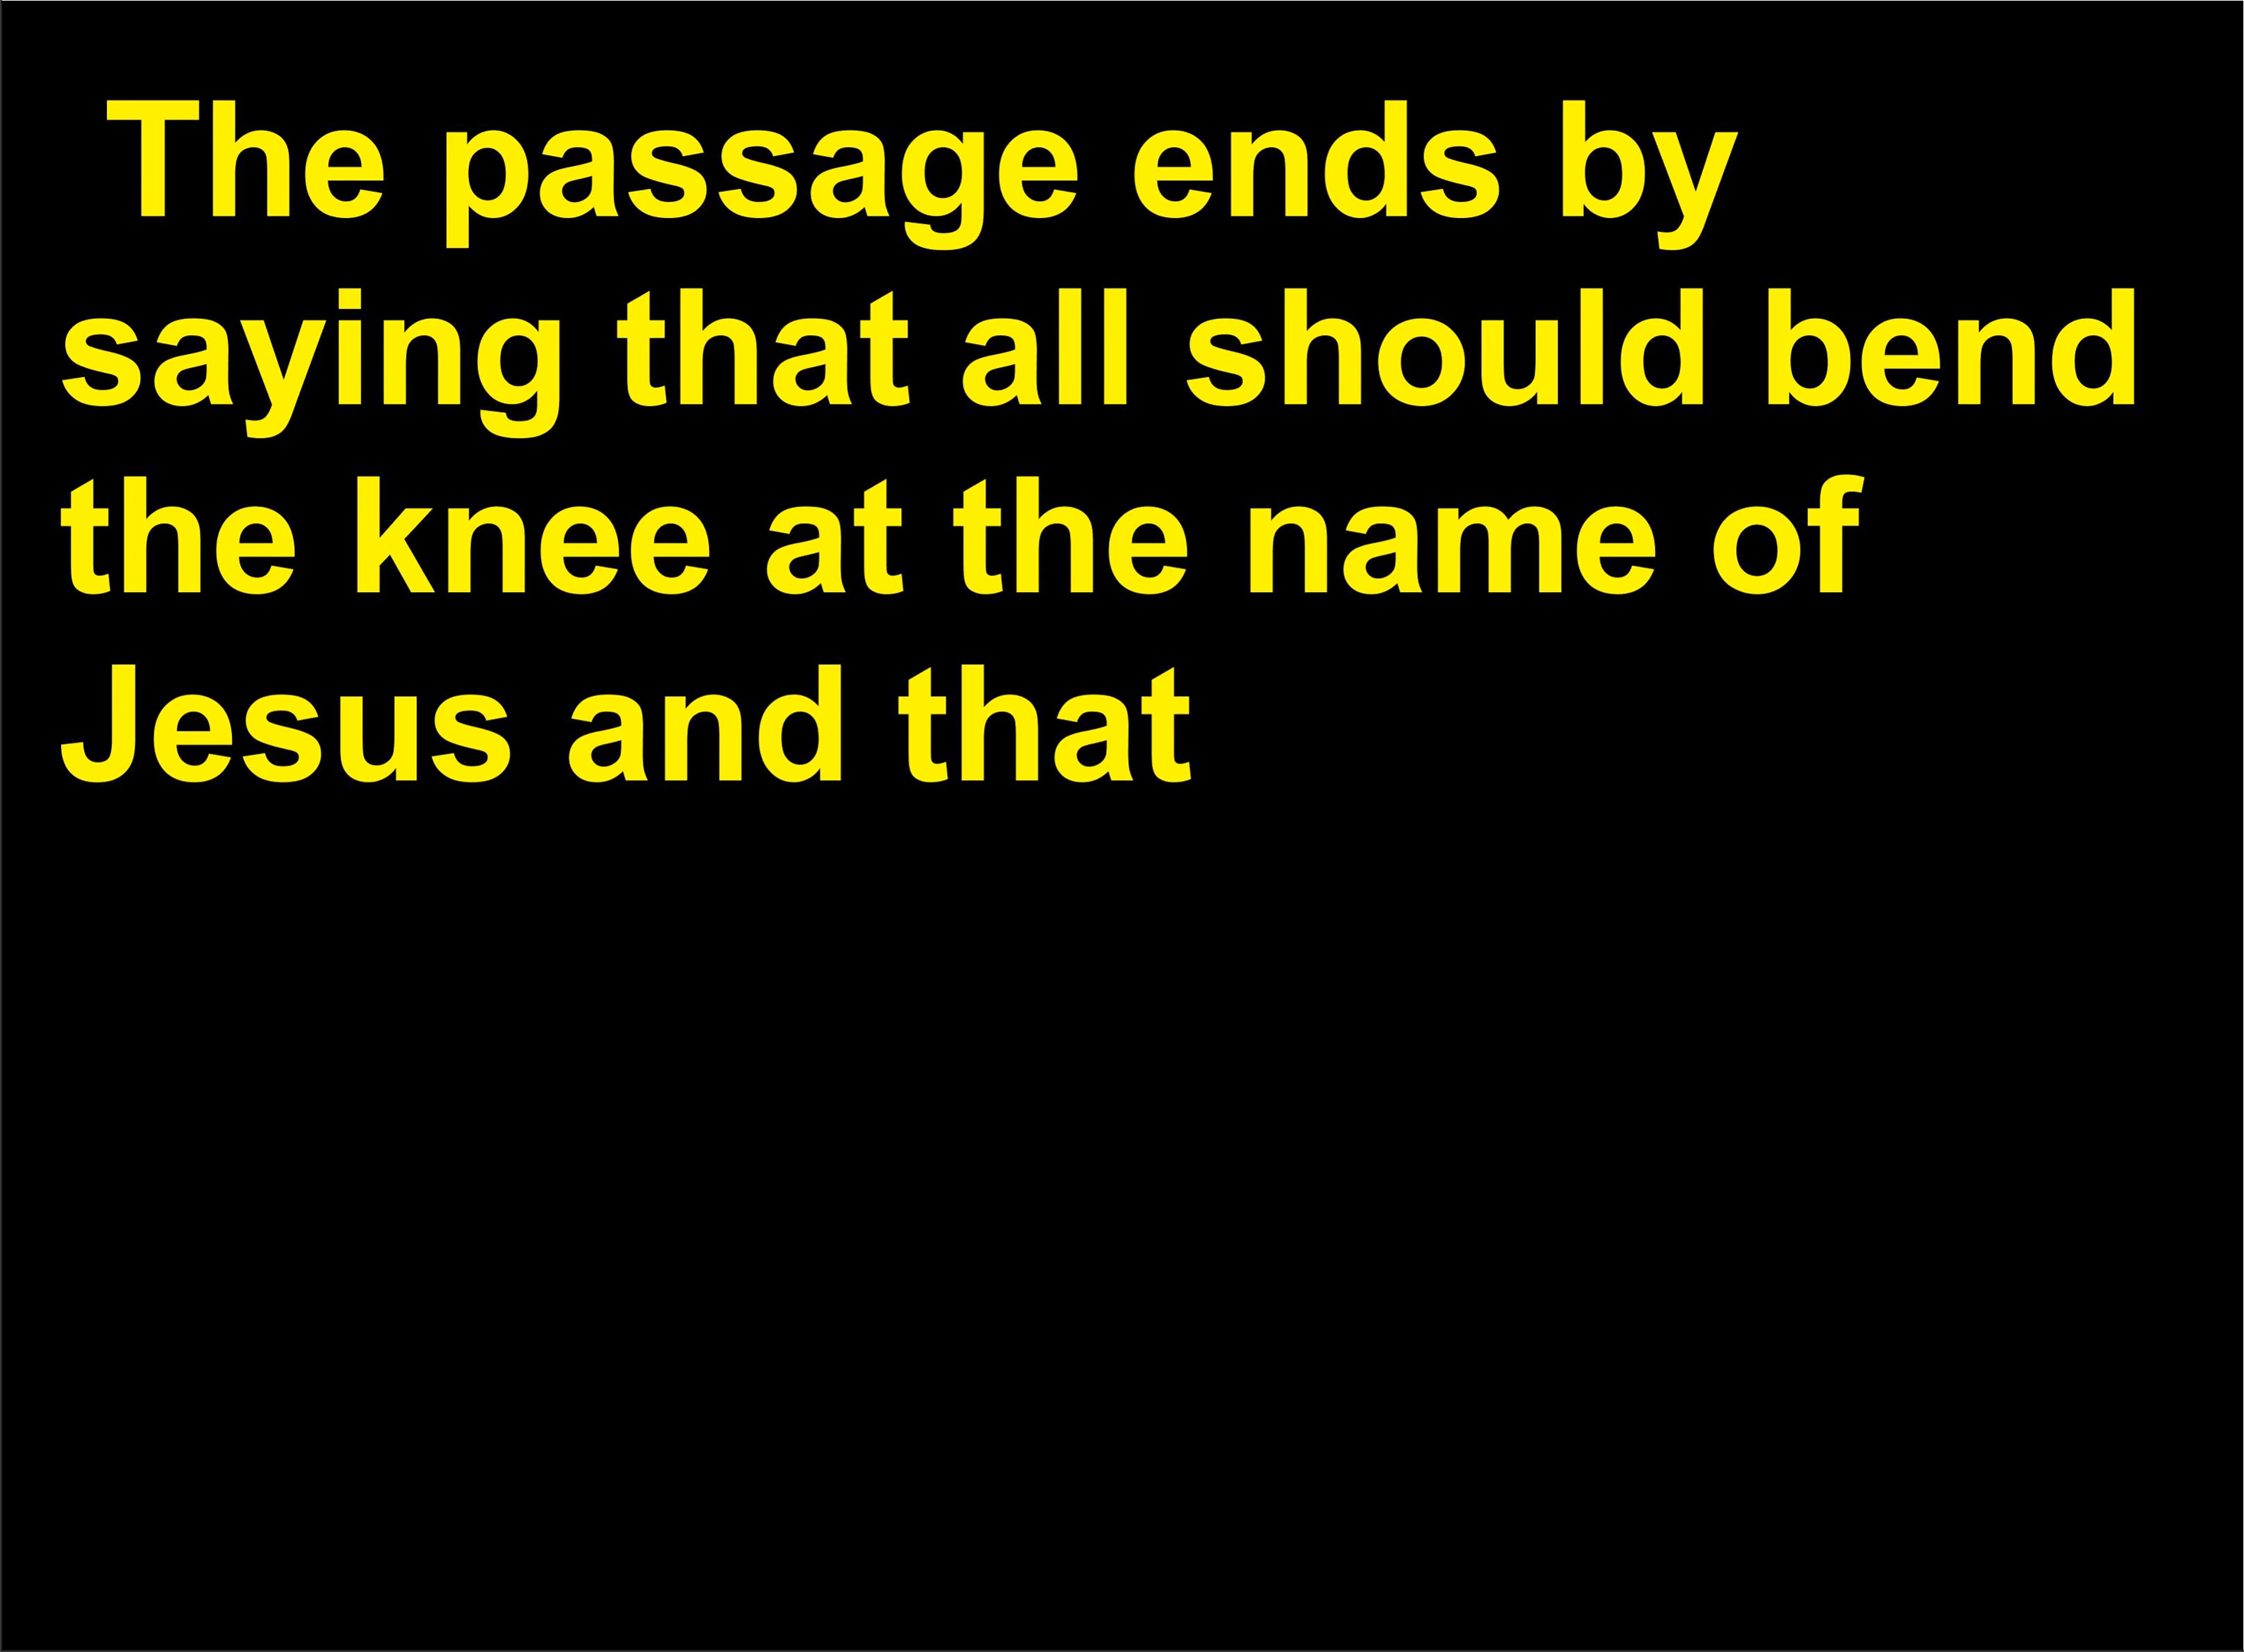 The passage ends by
saying that all should bend
the knee at the name of
Jesus and that